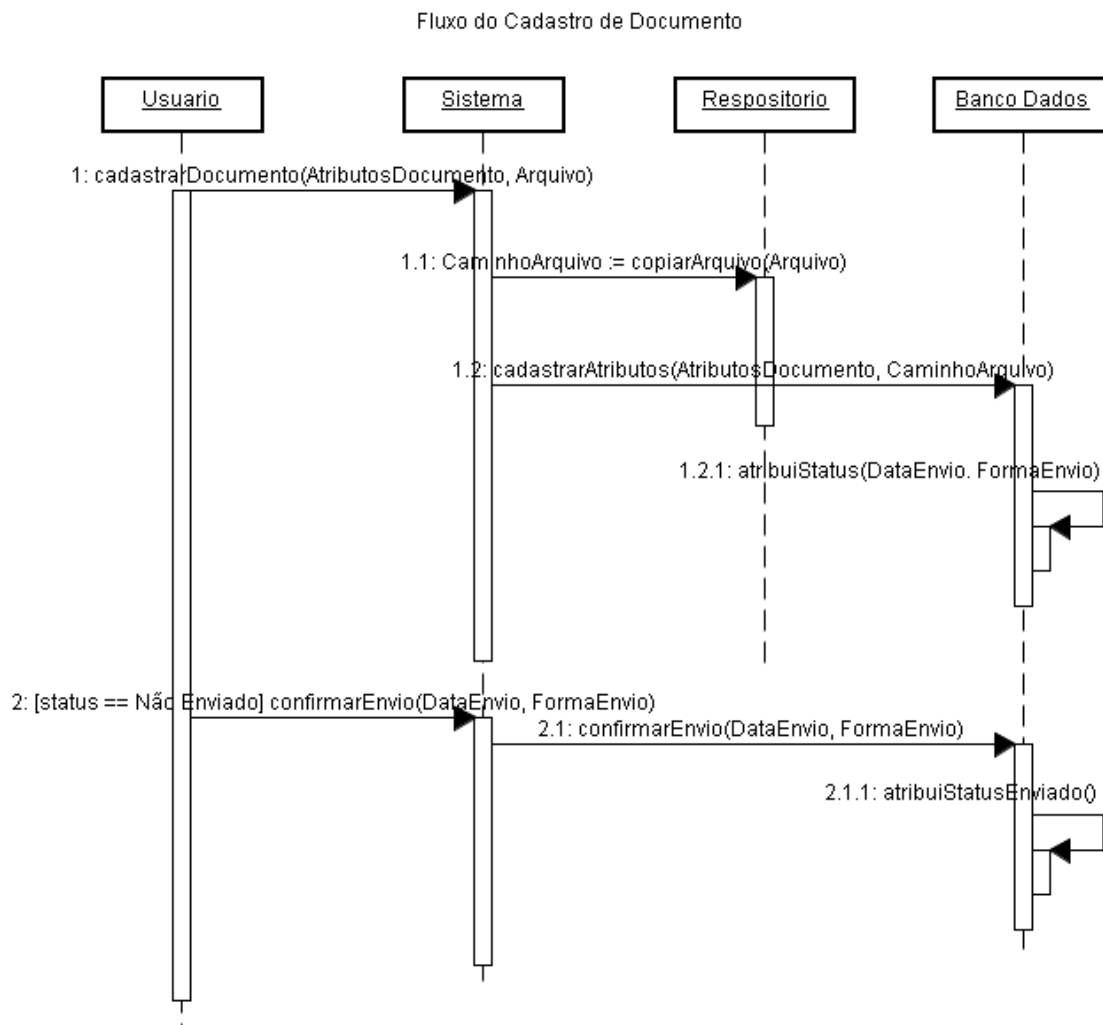 Fluxo do Cadastro de Documento
Usuario
Sistema
Respositorio
Banco Dados
1: cadastrarDocumento(AtributosDocumento, Arquivo)
1.1: CaminhoArquivo := copiarArquivo(Arquivo)
1.2: cadastrarAtributos(AtributosDocumento, CaminhoArquivo)
1.2.1: atribuiStatus(DataEnvio. FormaEnvio)
2: [status == Não Enviado] confirmarEnvio(DataEnvio, FormaEnvio)
2.1: confirmarEnvio(DataEnvio, FormaEnvio)
2.1.1: atribuiStatusEnviado()